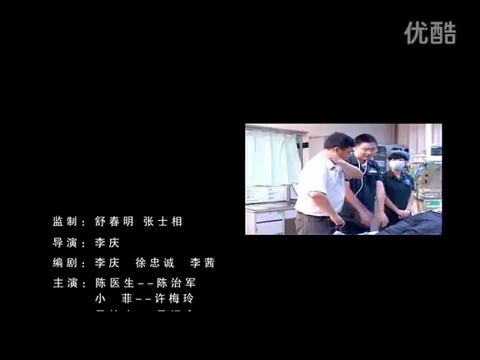 优酷
监制：舒春明 张士相
导演：李庆
编剧：李庆 徐忠诚 李茜
主演：陈医生--陈治军
小 菲--许梅玲